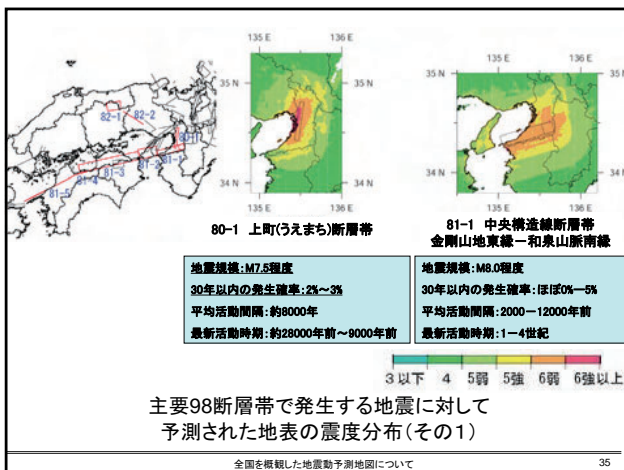 135 E
136 E
35 N
34 N
80-1 上町(うえまち)断層帯
135 E
136 E
35 N
34 N
81-1 中央構造線断層帯
金剛山地東縁－和泉山脈南縁
82-1
82-2
80-1
81-1
81-2
81-3
81-4
81-5
地震規模：M7.5程度
30年以内の発生確率：2%～3%
平均活動間隔：約8000年
最新活動時期：約28000年前～9000年前
地震規模：M8.0程度
30年以内の発生確率：ほぼ0%－5%
平均活動間隔：2000－12000年前
最新活動時期：1－4世紀
3以下 4 5弱 5強 6弱 6強以上
主要98断層帯で発生する地震に対して
予測された地表の震度分布(その1)
全国を概観した地震動予測地図について
35